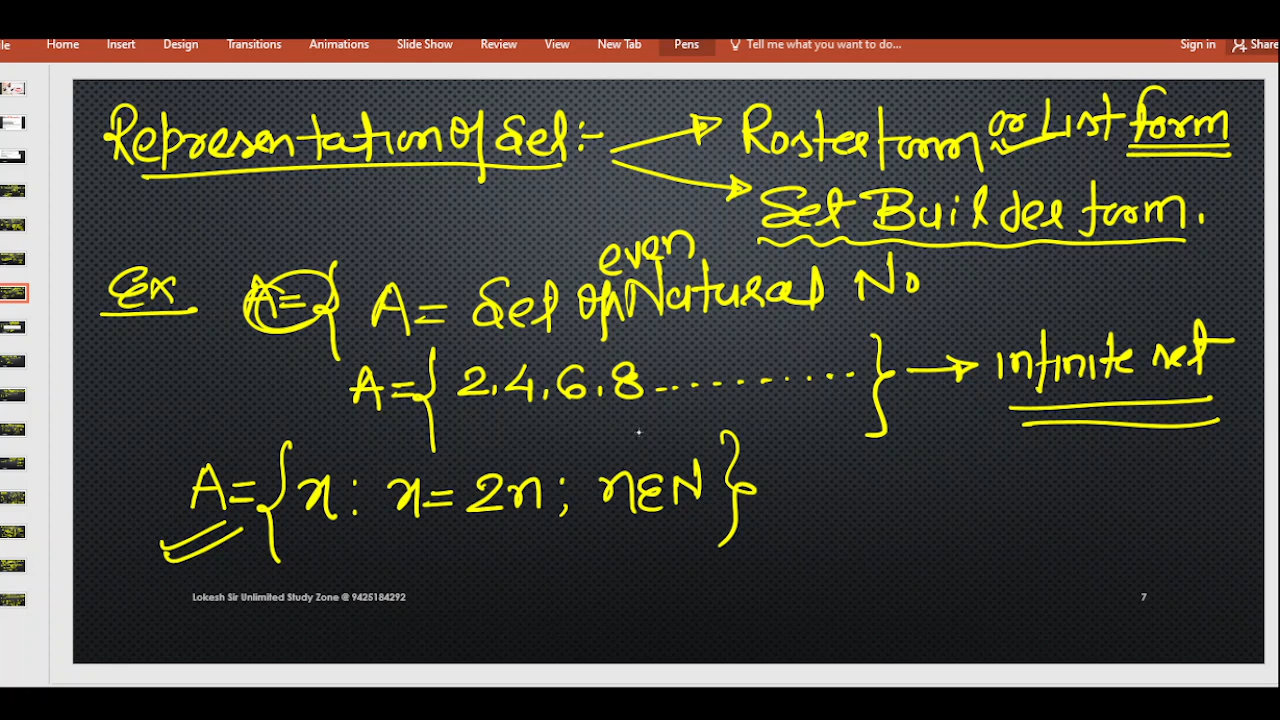 ile Home Insert Design Transitions Animations Slide Show Review View New Tab Pens Tell me what you want to do... Sign in Share
Representation of Set :- Roster form or List form
Set Builder form.
Ex A={ A= Set of even Natural No
A={2,4,6,8 ............} infinite set
A={x: x=2n; n∈N}
Lokesh Sir Unlimited Study Zone @ 9425184292 7